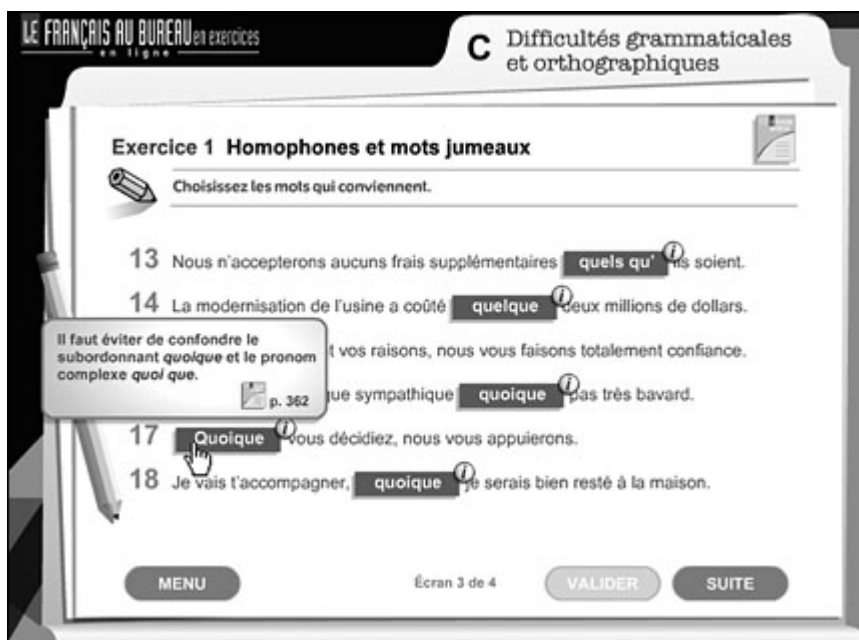 LE FRANÇAIS AU BUREAU en exercices
en ligne
C Difficultés grammaticales
et orthographiques
Exercice 1 Homophones et mots jumeaux
Choisissez les mots qui conviennent.
13 Nous n'accepterons aucuns frais supplémentaires quels qu' ils soient.
14 La modernisation de l'usine a coûté quelque deux millions de dollars.
Il faut éviter de confondre le
subordonnant quoique et le pronom
complexe quoi que.
p. 362
t vos raisons, nous vous faisons totalement confiance.
gue sympathique quoique pas très bavard.
17 Quoique vous décidiez, nous vous appuierons.
18 Je vais t'accompagner, quoique je serais bien resté à la maison.
MENU
Écran 3 de 4
VALIDER
SUITE